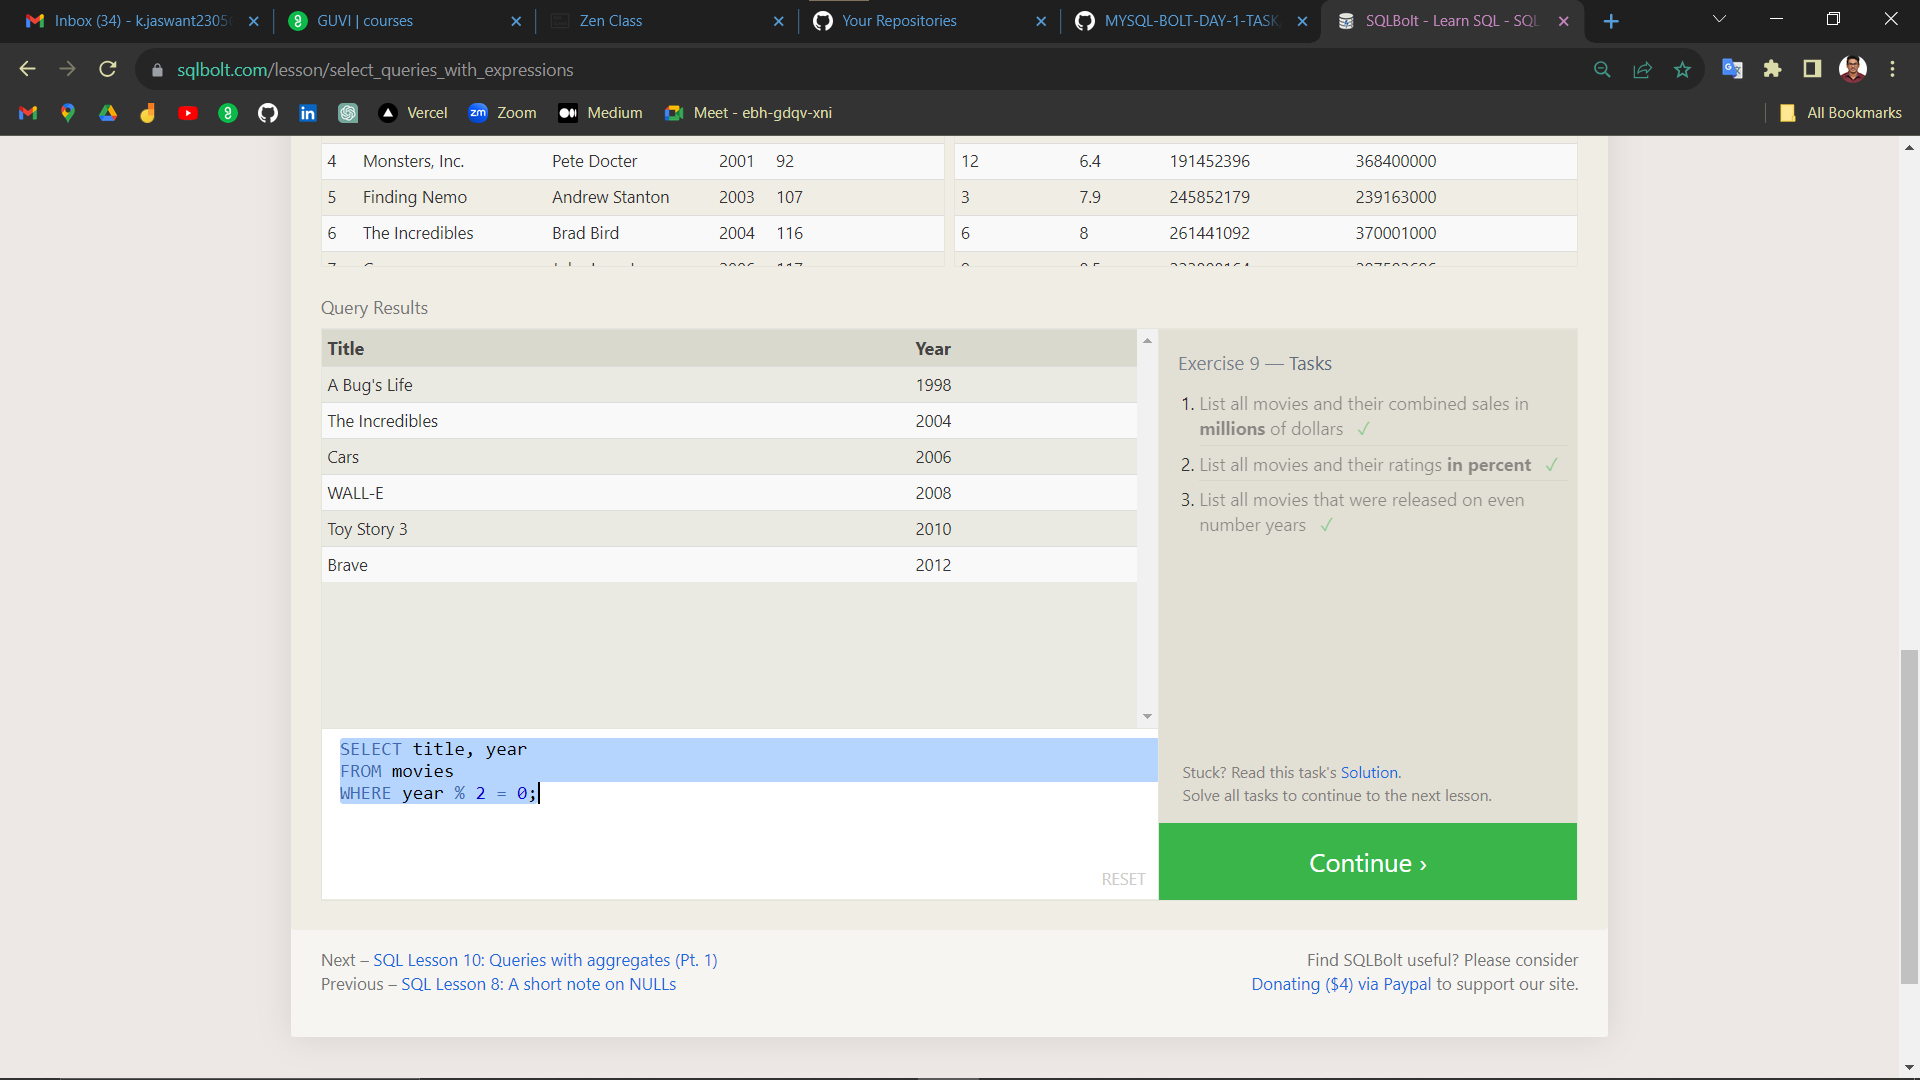 Inbox (34) - k.jaswant2305
GUVI | courses
Zen Class
Your Repositories
MYSQL-BOLT-DAY-1-TASK
SQLBolt - Learn SQL - SQL
sqlbolt.com/lesson/select_queries_with_expressions
Vercel
zm Zoom
Medium
Meet - ebh-gdqv-xni
All Bookmarks
4 Monsters, Inc. Pete Docter 2001 92
12 6.4 191452396 368400000
5 Finding Nemo Andrew Stanton 2003 107
3 7.9 245852179 239163000
6 The Incredibles Brad Bird 2004 116
6 8 261441092 370001000
Query Results
Title Year
A Bug's Life 1998
The Incredibles 2004
Cars 2006
WALL-E 2008
Toy Story 3 2010
Brave 2012
Exercise 9 — Tasks
1. List all movies and their combined sales in
millions of dollars ✓
2. List all movies and their ratings in percent ✓
3. List all movies that were released on even
number years ✓
SELECT title, year
FROM movies
WHERE year % 2 = 0;
RESET
Stuck? Read this task's Solution.
Solve all tasks to continue to the next lesson.
Continue ›
Next – SQL Lesson 10: Queries with aggregates (Pt. 1)
Previous – SQL Lesson 8: A short note on NULLs
Find SQLBolt useful? Please consider
Donating ($4) via Paypal to support our site.